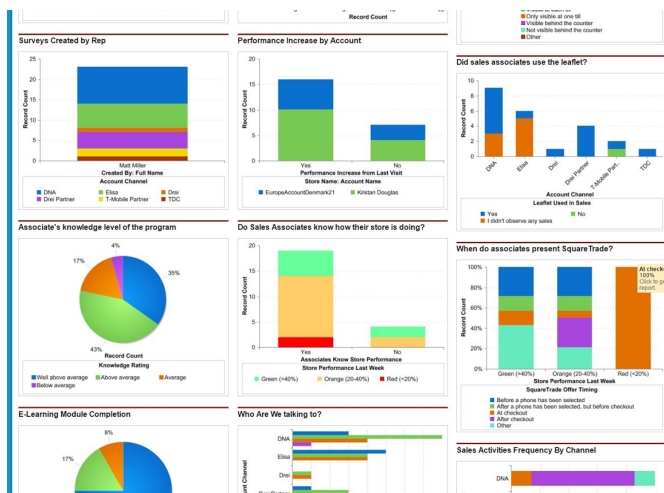 Record Count
Visible at each till
Only visible at one till
Visible behind the counter
Not visible behind the counter
Other
Surveys Created by Rep
25
20
15
10
5
0
Record Count
Matt Miller
Created By: Full Name
Account Channel
DNA
Elisa
Drei
Drei Partner
T-Mobile Partner
TDC
Performance Increase by Account
20
15
10
5
0
Record Count
Yes
No
Performance Increase from Last Visit
Store Name: Account Name
EuropeAccountDenmark21
Kristan Douglas
Did sales associates use the leaflet?
10
8
6
4
2
0
Record Count
DNA
Elisa
Drei
Drei Partner
T-Mobile Part..
TDC
Account Channel
Leaflet Used in Sales
Yes
No
I didn't observe any sales
Associate's knowledge level of the program
4%
17%
35%
43%
Record Count
Knowledge Rating
Well above average
Above average
Average
Below average
Do Sales Associates know how their store is doing?
20
15
10
5
0
Record Count
Yes
No
Associates Know Store Performance
Store Performance Last Week
Green (>40%)
Orange (20-40%)
Red (<20%)
When do associates present SquareTrade?
100%
80%
60%
40%
20%
0%
Record Count
At checko
100%
Click to g
report.
Green (>40%)
Orange (20-40%)
Red (<20%)
Store Performance Last Week
SquareTrade Offer Timing
Before a phone has been selected
After a phone has been selected, but before checkout
At checkout
After checkout
Other
E-Learning Module Completion
8%
17%
Who Are We talking to?
DNA
Elisa
Drei
Sales Activities Frequency By Channel
DNA